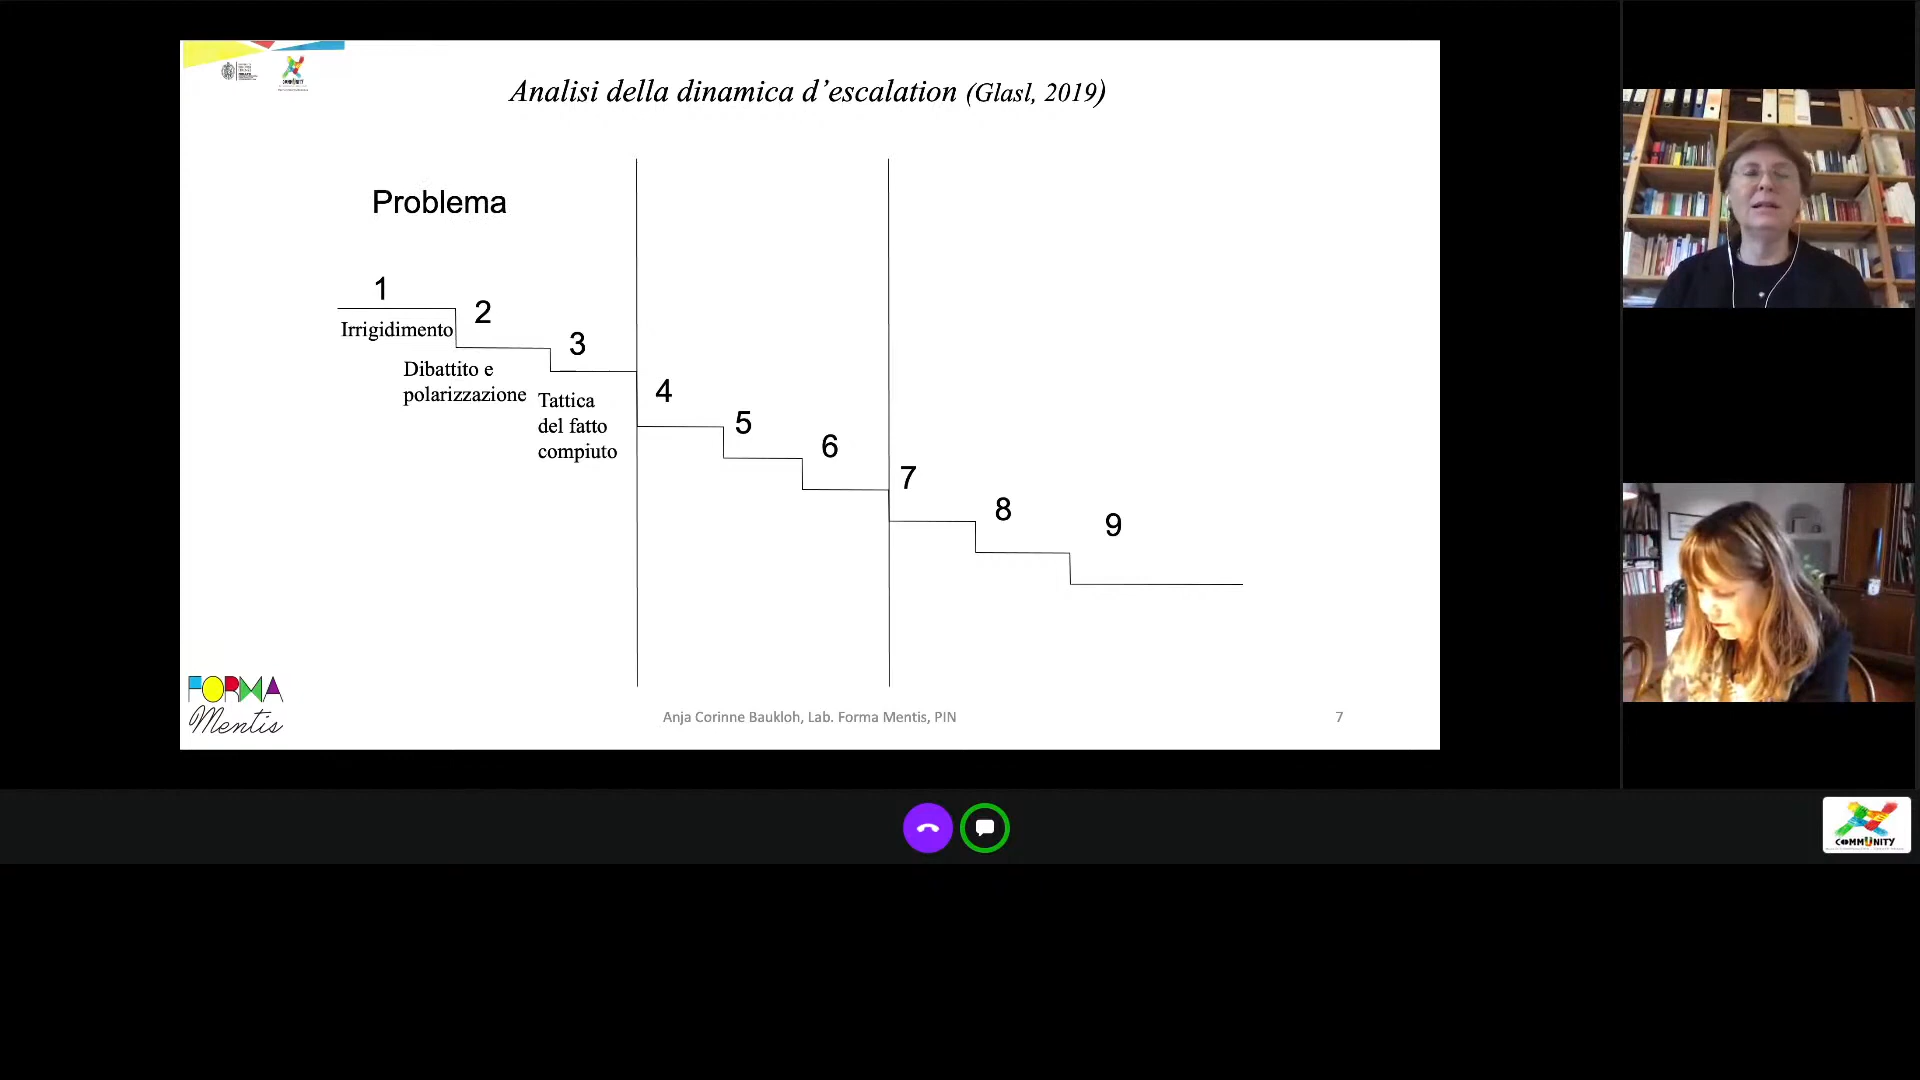 Analisi della dinamica d’escalation (Glasl, 2019)
Problema
1
Irrigidimento
2
Dibattito e
polarizzazione
3
Tattica
del fatto
compiuto
4
5
6
7
8
9
FORMA
Mentis
Anja Corinne Baukloh, Lab. Forma Mentis, PIN
7
COMMUNITY